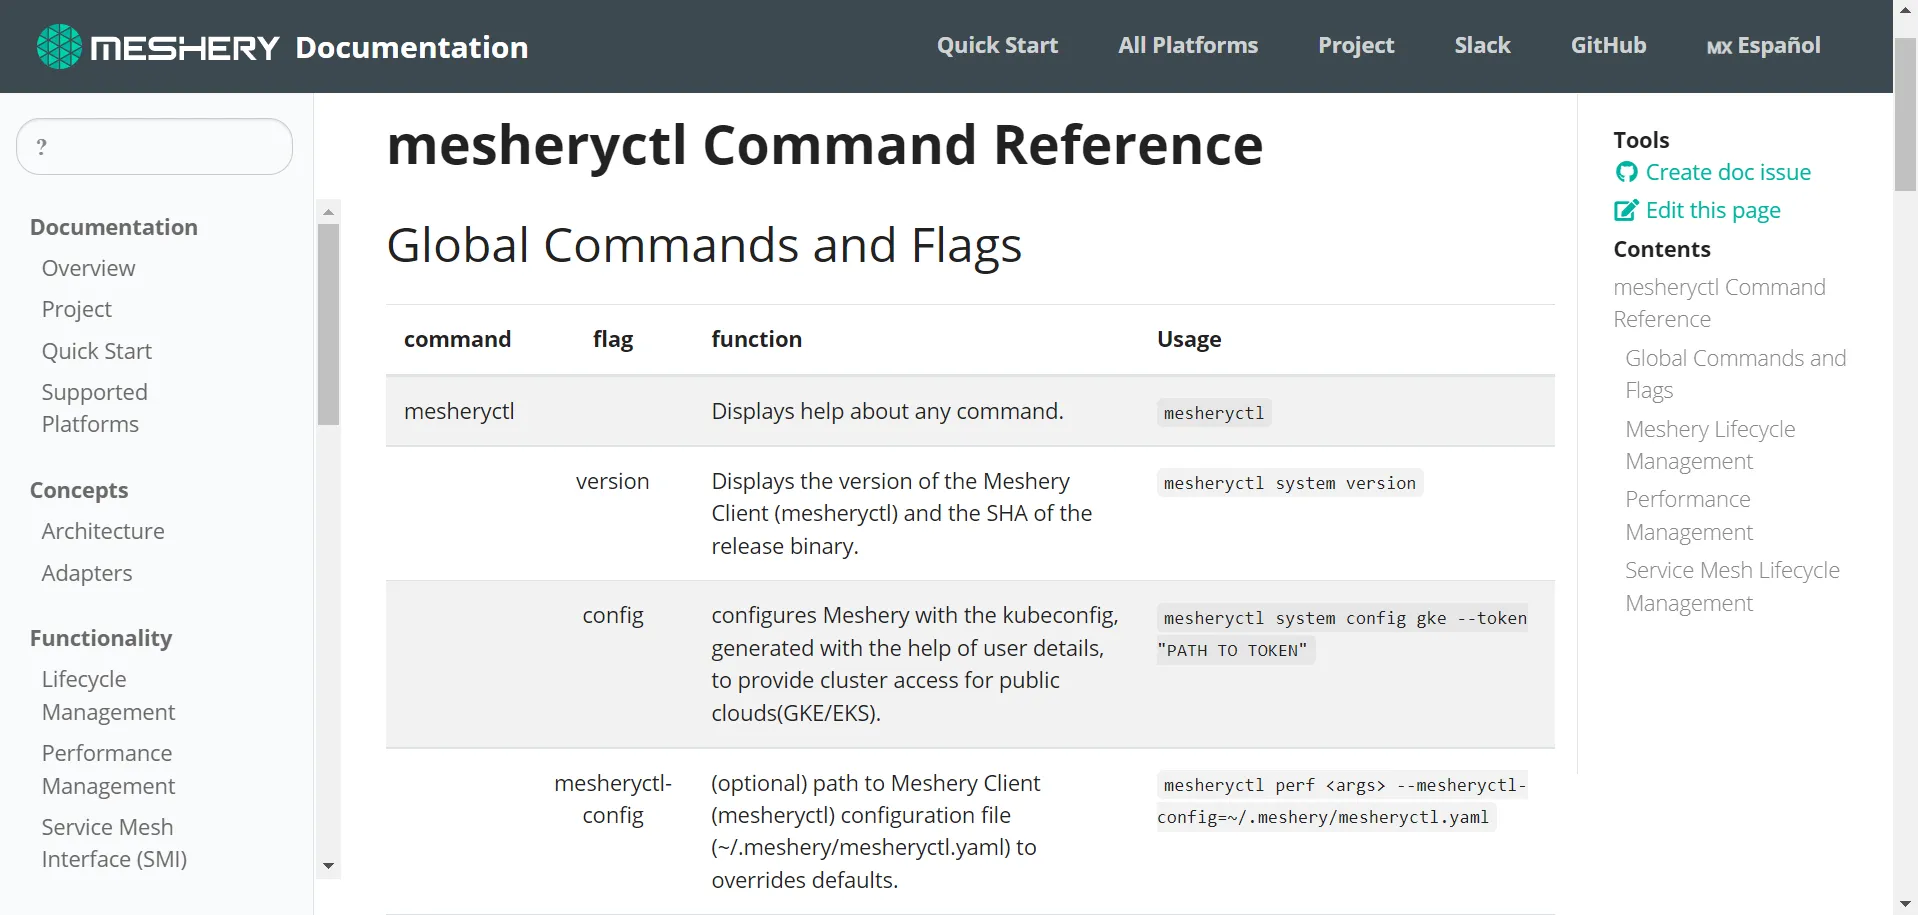 MESHERY Documentation
Quick Start
All Platforms
Project
Slack
GitHub
MX Español
?
Documentation
Overview
Project
Quick Start
Supported
Platforms
Concepts
Architecture
Adapters
Functionality
Lifecycle
Management
Performance
Management
Service Mesh
Interface (SMI)
mesheryctl Command Reference
Global Commands and Flags
command flag function Usage
mesheryctl Displays help about any command. mesheryctl
version Displays the version of the Meshery mesheryctl system version
Client (mesheryctl) and the SHA of the
release binary.
config configures Meshery with the kubeconfig, mesheryctl system config gke --token
generated with the help of user details, "PATH TO TOKEN"
to provide cluster access for public
clouds(GKE/EKS).
mesheryctl- (optional) path to Meshery Client mesheryctl perf <args> --mesheryctl-
config (mesheryctl) configuration file config=~/.meshery/mesheryctl.yaml
(~/.meshery/mesheryctl.yaml) to
overrides defaults.
Tools
Create doc issue
Edit this page
Contents
mesheryctl Command
Reference
Global Commands and
Flags
Meshery Lifecycle
Management
Performance
Management
Service Mesh Lifecycle
Management